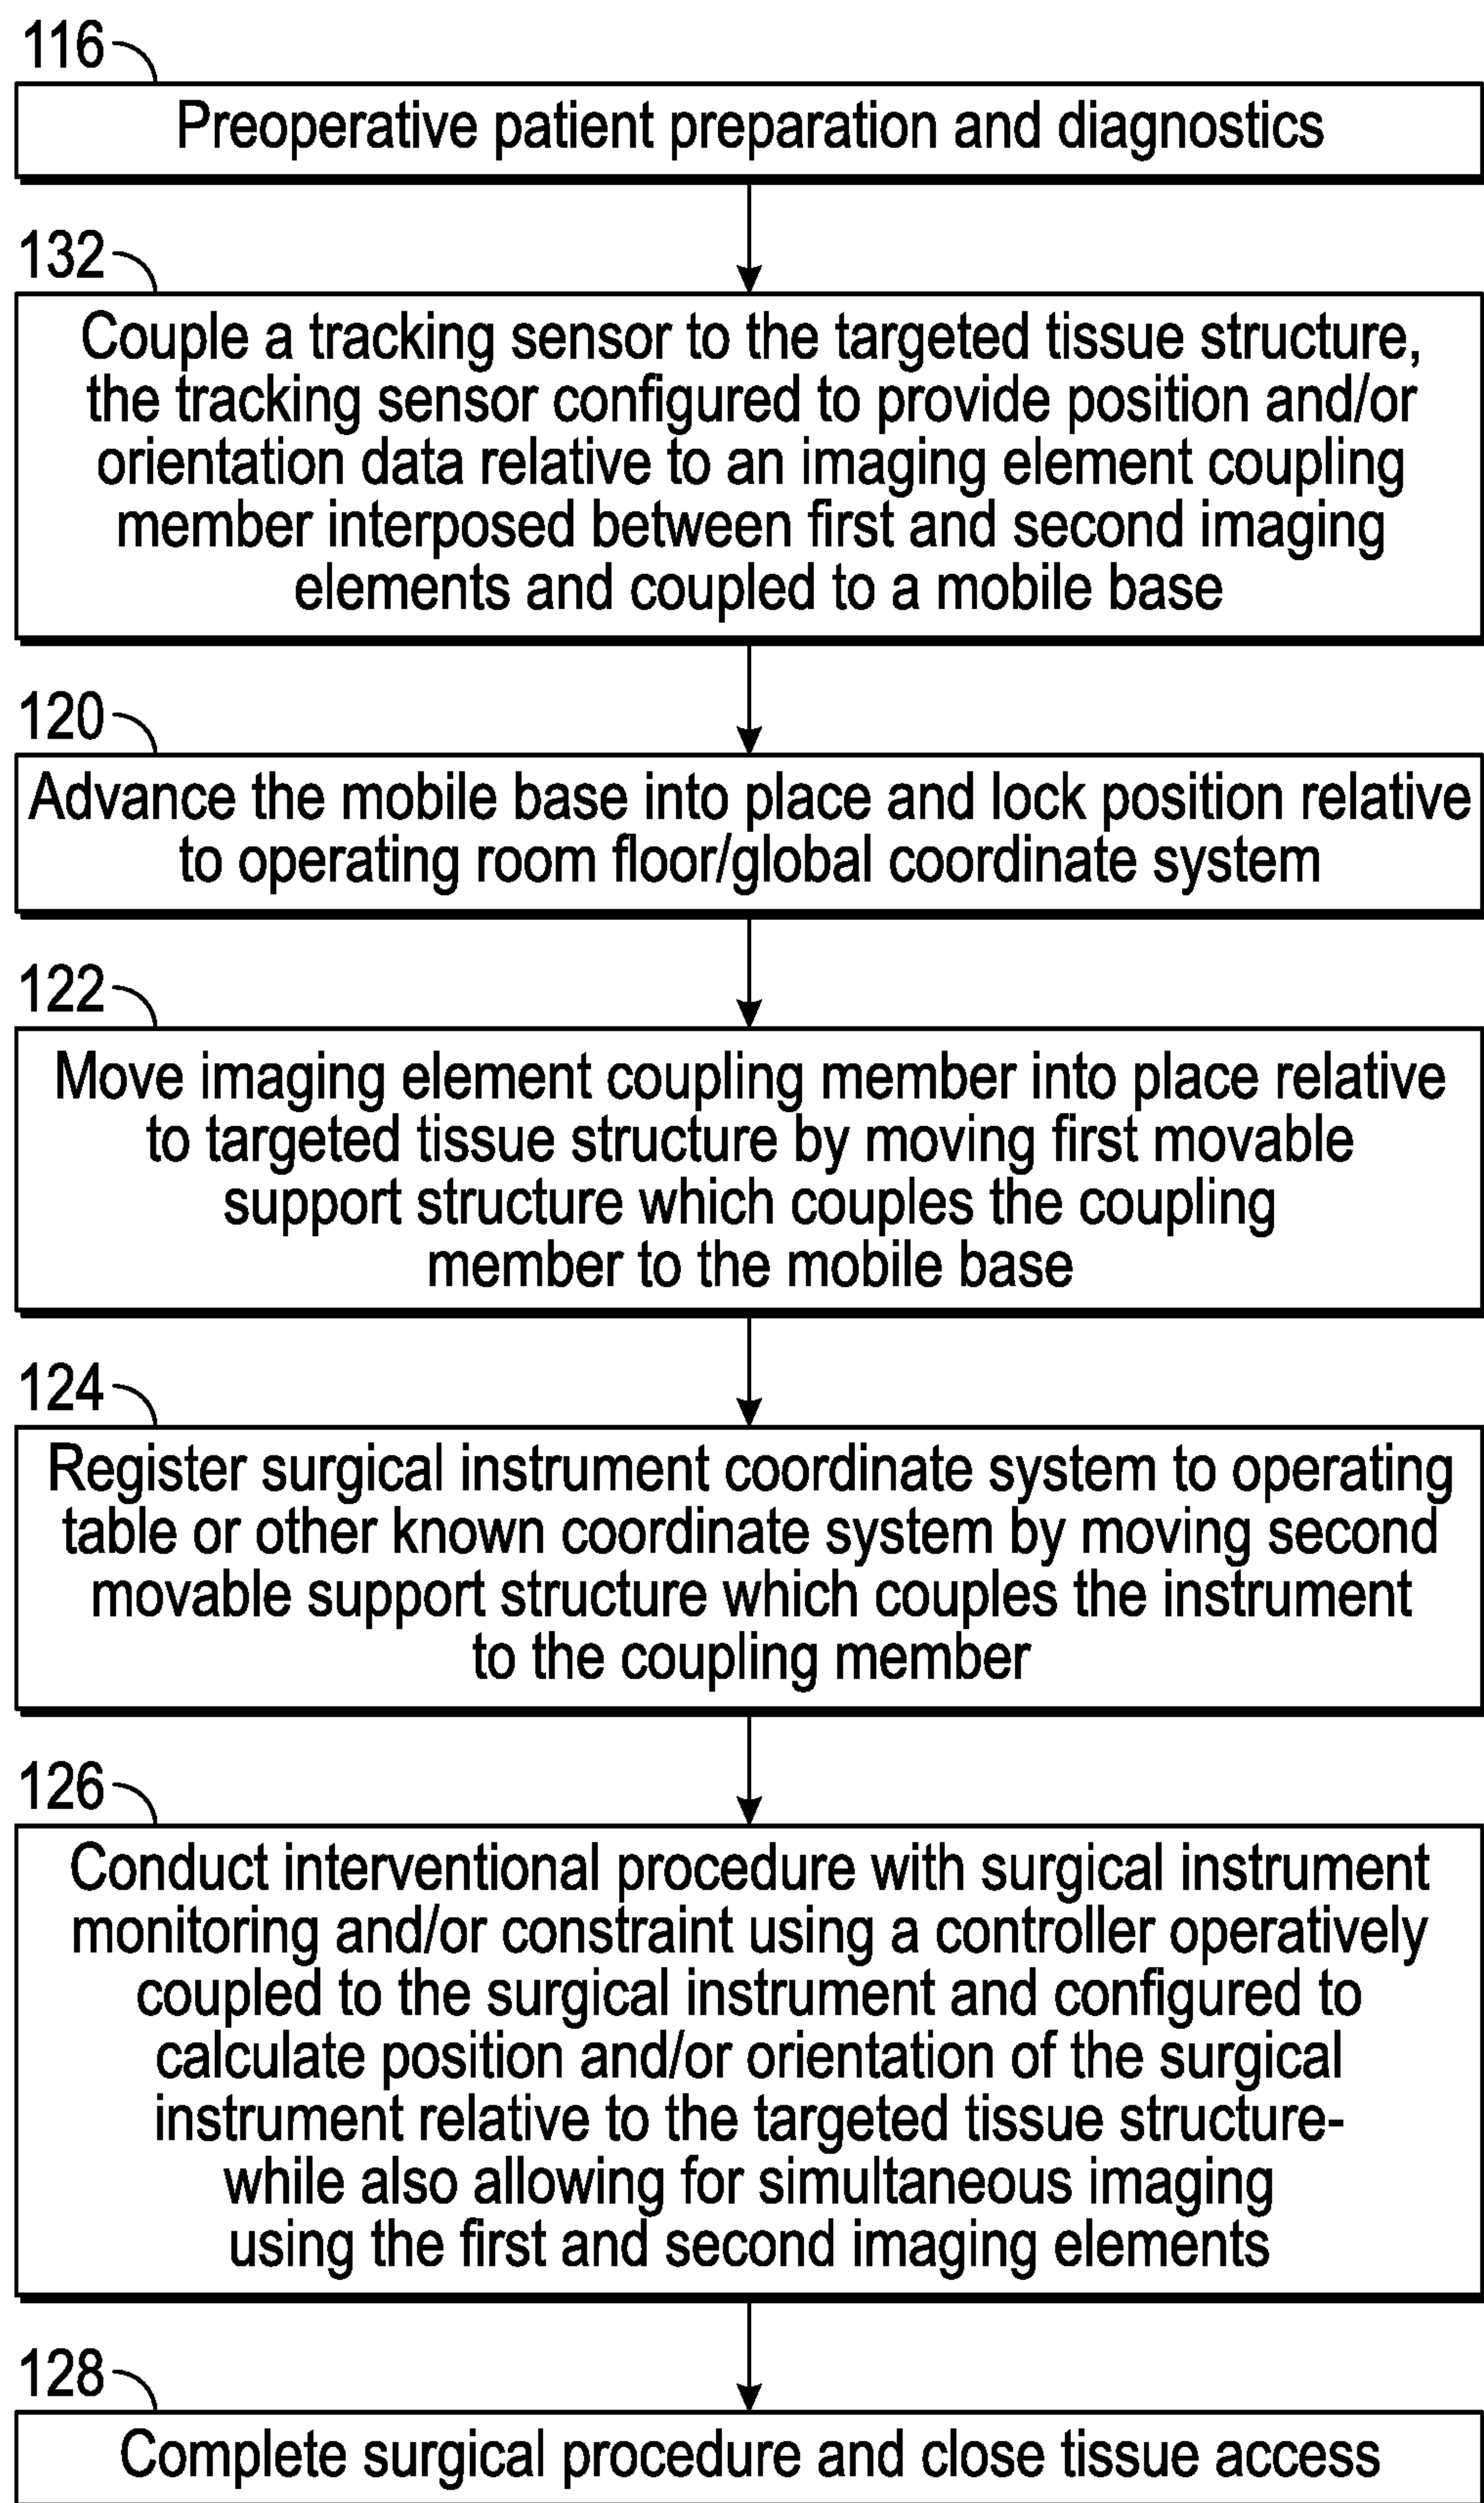 116
Preoperative patient preparation and diagnostics
132
Couple a tracking sensor to the targeted tissue structure,
the tracking sensor configured to provide position and/or
orientation data relative to an imaging element coupling
member interposed between first and second imaging
elements and coupled to a mobile base
120
Advance the mobile base into place and lock position relative
to operating room floor/global coordinate system
122
Move imaging element coupling member into place relative
to targeted tissue structure by moving first movable
support structure which couples the coupling
member to the mobile base
124
Register surgical instrument coordinate system to operating
table or other known coordinate system by moving second
movable support structure which couples the instrument
to the coupling member
126
Conduct interventional procedure with surgical instrument
monitoring and/or constraint using a controller operatively
coupled to the surgical instrument and configured to
calculate position and/or orientation of the surgical
instrument relative to the targeted tissue structure-
while also allowing for simultaneous imaging
using the first and second imaging elements
128
Complete surgical procedure and close tissue access